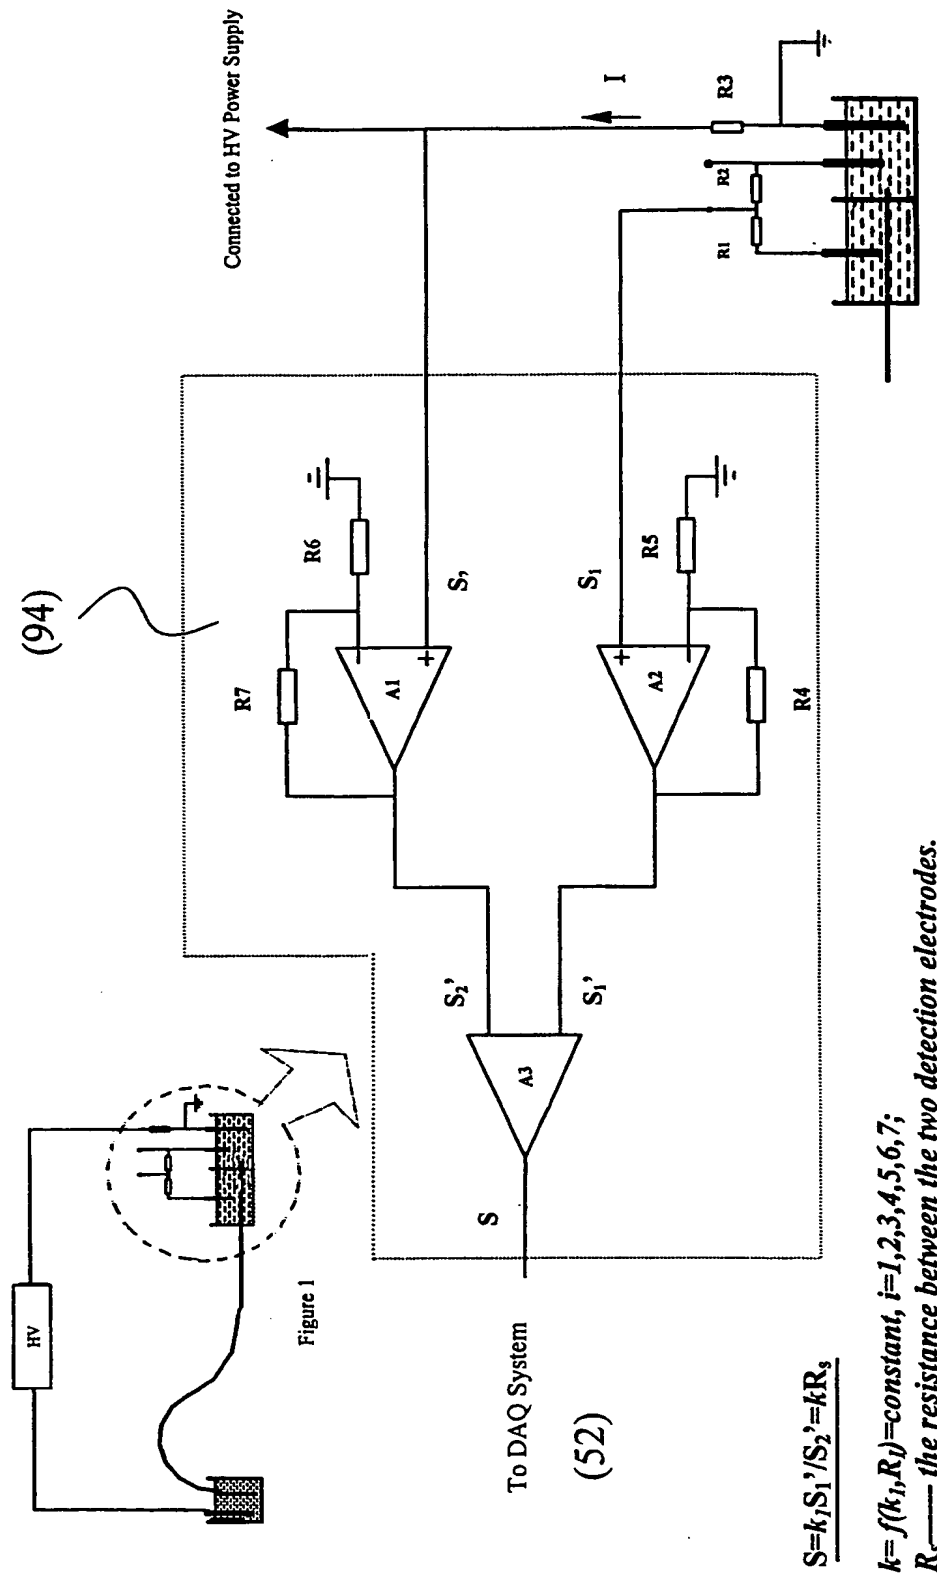 (94)
Connected to HV Power Supply
R7
R6
A1
+
S,
I
R3
R2
R1
HV
Figure 1
S2'
S1'
S
A3
To DAQ System
(52)
S1
R5
A2
+
R4
S=k1S1'/S2'=kRs
k= f(k1,Ri)=constant, i=1,2,3,4,5,6,7;
Rs—— the resistance between the two detection electrodes.